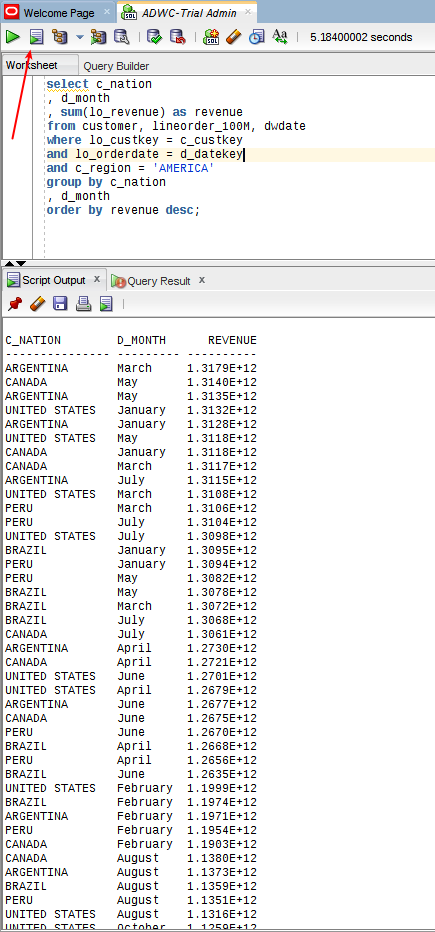 Welcome Page
ADWC-Trial Admin
SQL
5.18400002 seconds
Worksheet Query Builder
select c_nation
, d_month
, sum(lo_revenue) as revenue
from customer, lineorder_100M, dwdate
where lo_custkey = c_custkey
and lo_orderdate = d_datekey
and c_region = 'AMERICA'
group by c_nation
, d_month
order by revenue desc;
Script Output x Query Result x
C_NATION D_MONTH REVENUE
--------------- --------- ----------
ARGENTINA March 1.3179E+12
CANADA May 1.3140E+12
ARGENTINA May 1.3135E+12
UNITED STATES January 1.3132E+12
ARGENTINA January 1.3128E+12
UNITED STATES May 1.3118E+12
CANADA January 1.3118E+12
CANADA March 1.3117E+12
ARGENTINA July 1.3115E+12
UNITED STATES March 1.3108E+12
PERU March 1.3106E+12
PERU July 1.3104E+12
UNITED STATES July 1.3098E+12
BRAZIL January 1.3095E+12
PERU January 1.3094E+12
PERU May 1.3082E+12
BRAZIL May 1.3078E+12
BRAZIL March 1.3072E+12
BRAZIL July 1.3068E+12
CANADA July 1.3061E+12
ARGENTINA April 1.2730E+12
CANADA April 1.2721E+12
UNITED STATES June 1.2701E+12
UNITED STATES April 1.2679E+12
ARGENTINA June 1.2677E+12
CANADA June 1.2675E+12
PERU June 1.2670E+12
BRAZIL April 1.2668E+12
PERU April 1.2656E+12
BRAZIL June 1.2635E+12
UNITED STATES February 1.1999E+12
BRAZIL February 1.1974E+12
ARGENTINA February 1.1971E+12
PERU February 1.1954E+12
CANADA February 1.1903E+12
CANADA August 1.1380E+12
ARGENTINA August 1.1373E+12
BRAZIL August 1.1359E+12
PERU August 1.1351E+12
UNITED STATES August 1.1316E+12
UNITED STATES October 1.1259E+12